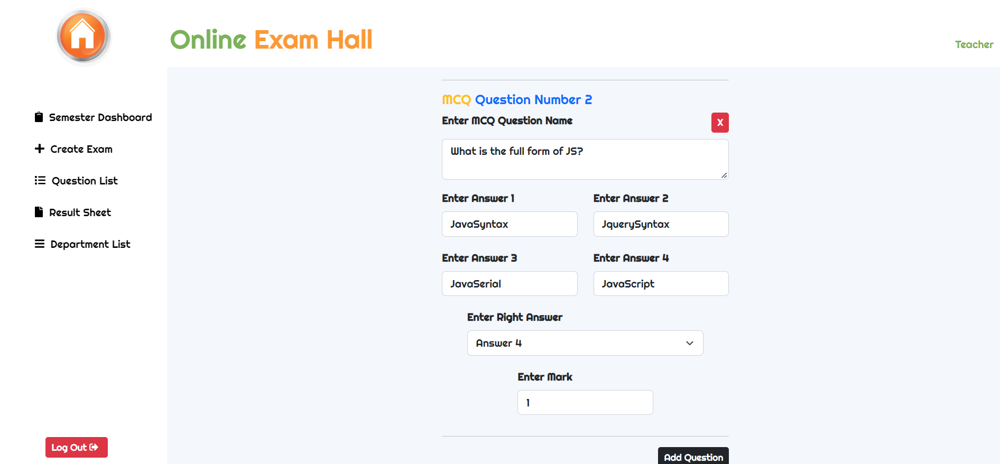 Online Exam Hall
Teacher
Semester Dashboard
Create Exam
Question List
Result Sheet
Department List
Log Out
MCQ Question Number 2
Enter MCQ Question Name
X
What is the full form of JS?
Enter Answer 1
Enter Answer 2
JavaSyntax
JquerySyntax
Enter Answer 3
Enter Answer 4
JavaSerial
JavaScript
Enter Right Answer
Answer 4
Enter Mark
1
Add Question